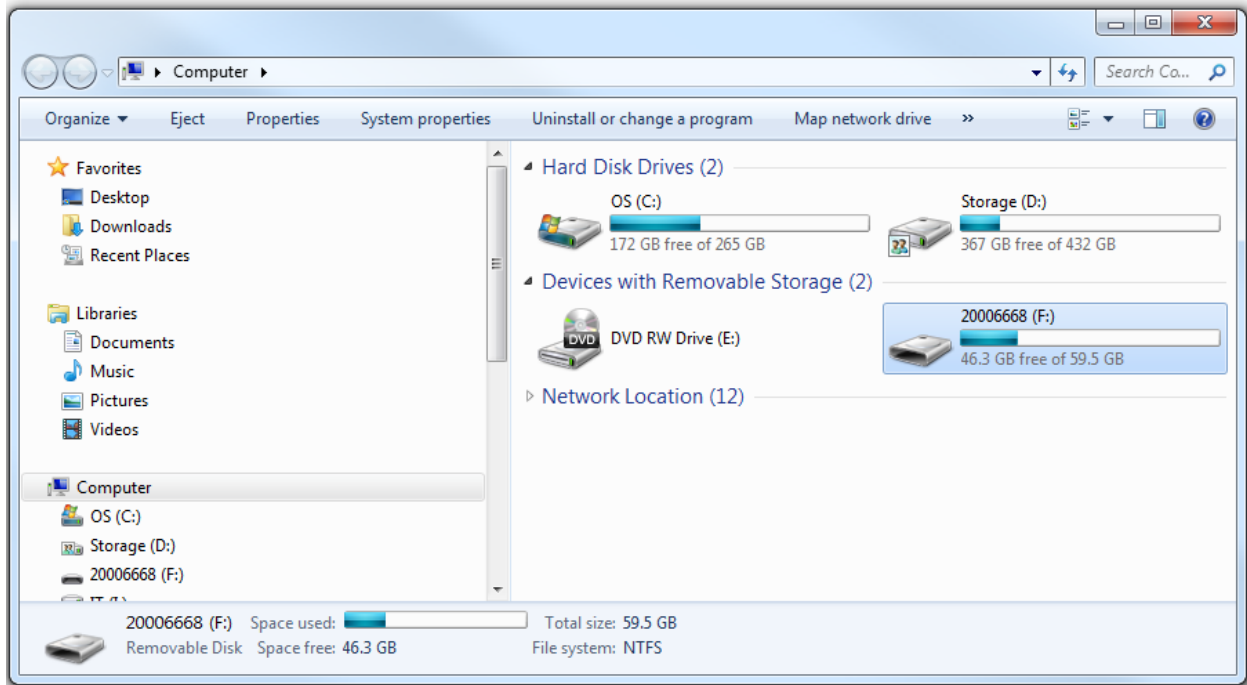 Computer
Search Co...
Organize Eject Properties System properties Uninstall or change a program Map network drive »
Favorites
Desktop
Downloads
Recent Places
Libraries
Documents
Music
Pictures
Videos
Computer
OS (C:)
Storage (D:)
20006668 (F:)
Hard Disk Drives (2)
OS (C:)
172 GB free of 265 GB
Storage (D:)
367 GB free of 432 GB
Devices with Removable Storage (2)
DVD
DVD RW Drive (E:)
20006668 (F:)
46.3 GB free of 59.5 GB
Network Location (12)
20006668 (F:) Space used: Total size: 59.5 GB
Removable Disk Space free: 46.3 GB File system: NTFS